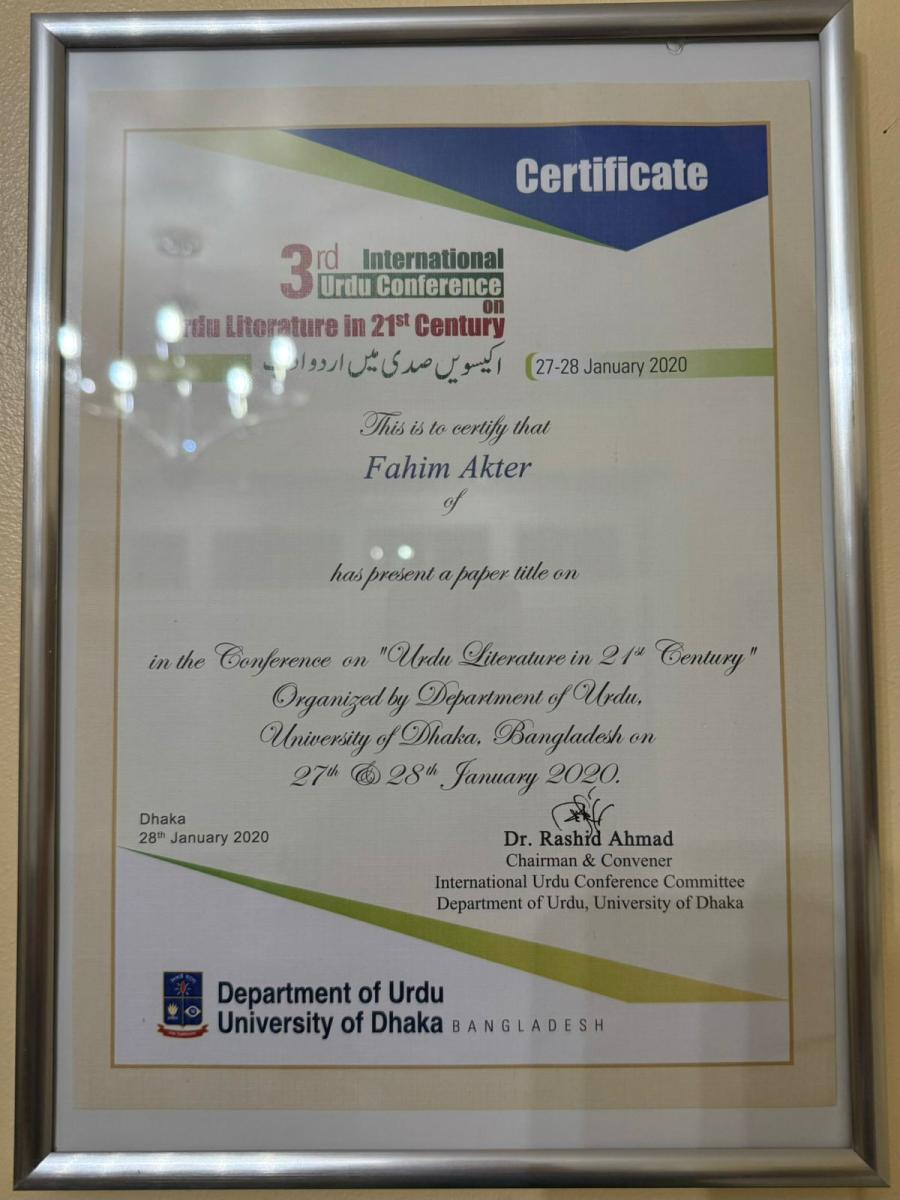 Certificate
3rd International
Urdu Conference
on
Urdu Literature in 21st Century
اکیسویں صدی میں اردو
27-28 January 2020
This is to certify that
Fahim Akter
of
has present a paper title on
in the Conference on "Urdu Literature in 21st Century"
Organized by Department of Urdu,
University of Dhaka, Bangladesh on
27th & 28th January 2020.
Dhaka
28th January 2020
Dr. Rashid Ahmad
Chairman & Convener
International Urdu Conference Committee
Department of Urdu, University of Dhaka
Department of Urdu
University of Dhaka BANGLADESH